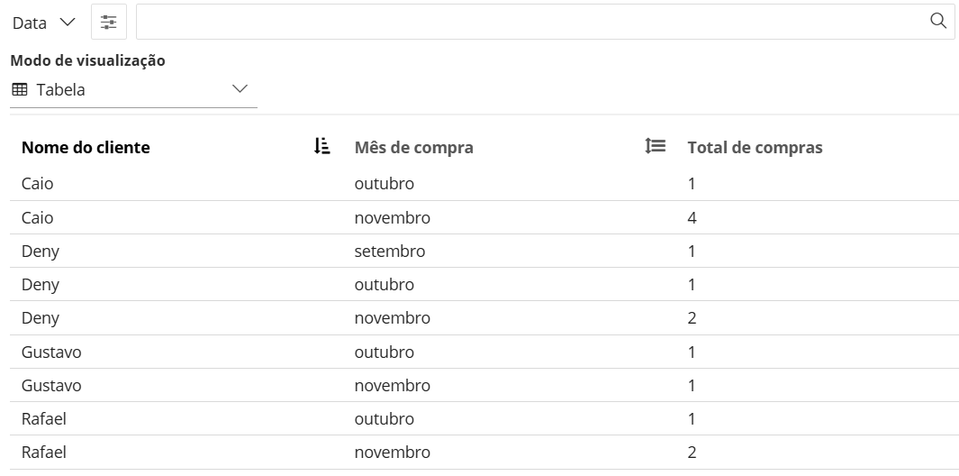 Data
Modo de visualização
Tabela
Nome do cliente Mês de compra Total de compras
Caio outubro 1
Caio novembro 4
Deny setembro 1
Deny outubro 1
Deny novembro 2
Gustavo outubro 1
Gustavo novembro 1
Rafael outubro 1
Rafael novembro 2